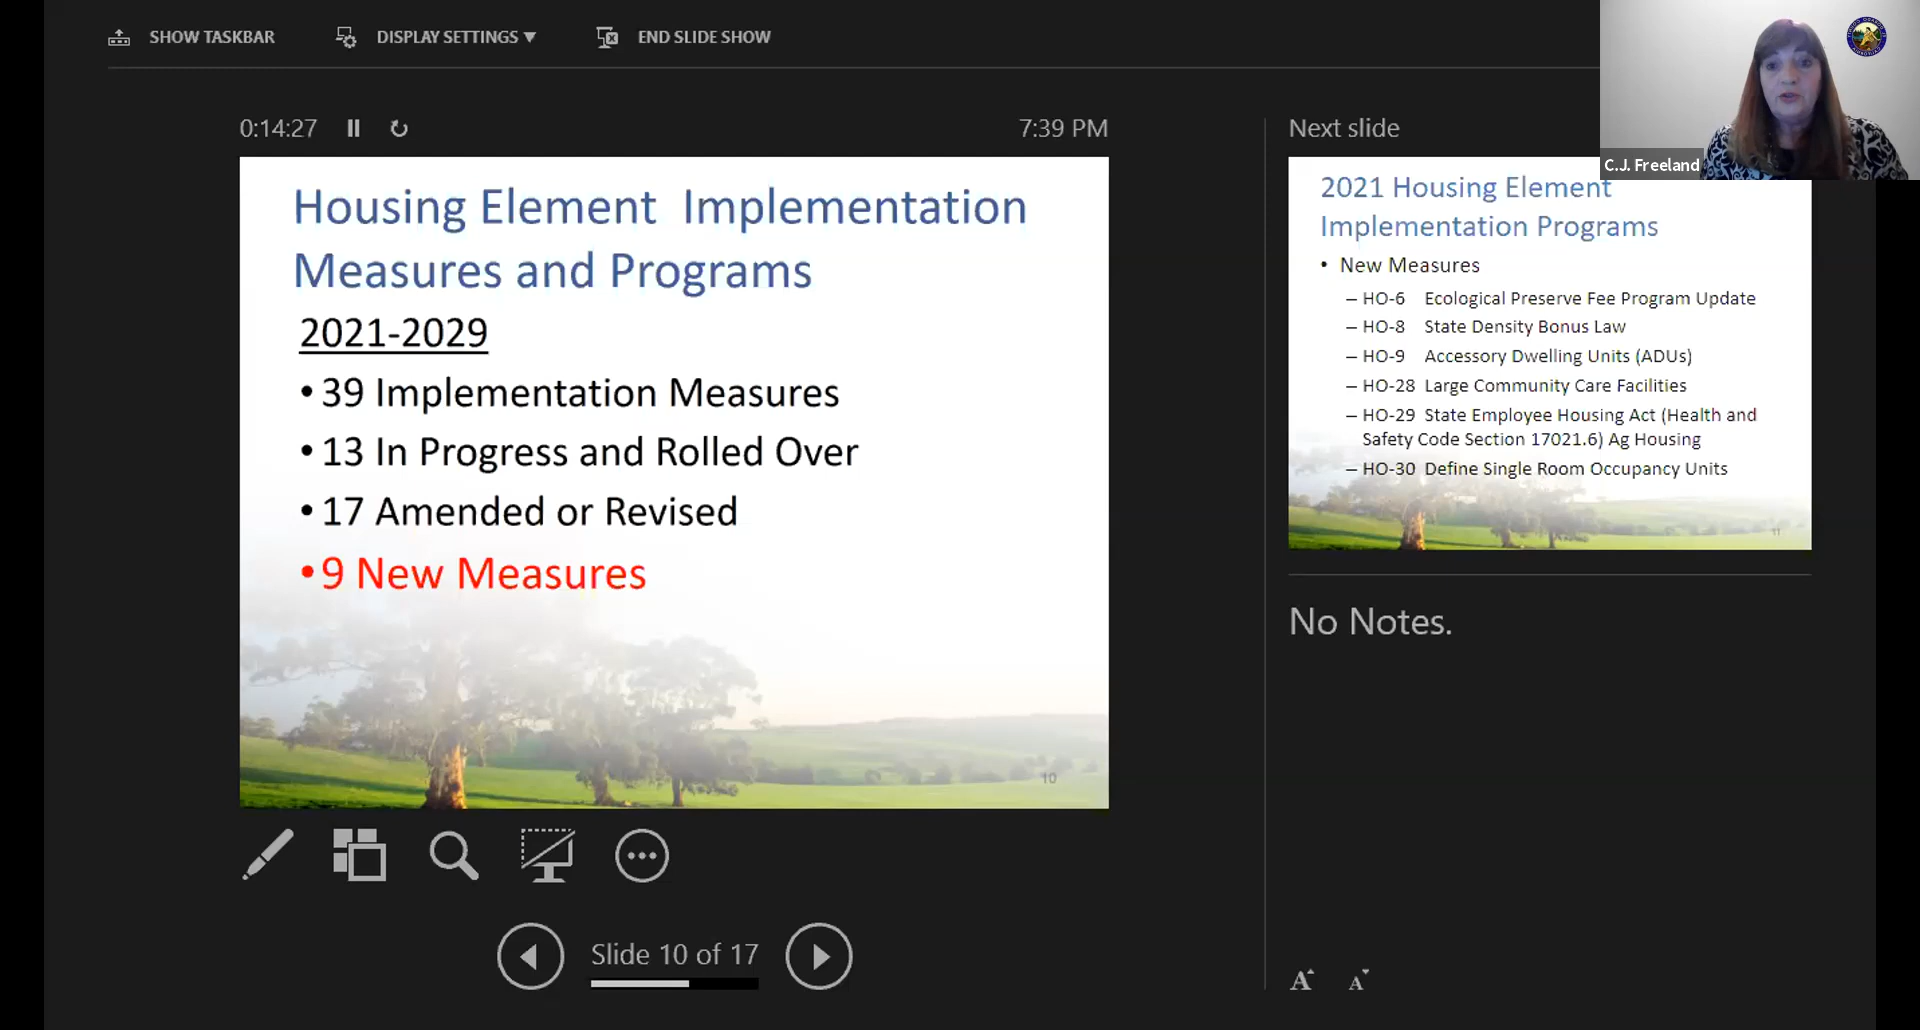 SHOW TASKBAR
DISPLAY SETTINGS
END SLIDE SHOW
C.J. Freeland
0:14:27
7:39 PM
Housing Element Implementation
Measures and Programs
2021-2029
• 39 Implementation Measures
• 13 In Progress and Rolled Over
• 17 Amended or Revised
• 9 New Measures
10
Slide 10 of 17
Next slide
2021 Housing Element
Implementation Programs
• New Measures
– HO-6 Ecological Preserve Fee Program Update
– HO-8 State Density Bonus Law
– HO-9 Accessory Dwelling Units (ADUs)
– HO-28 Large Community Care Facilities
– HO-29 State Employee Housing Act (Health and
Safety Code Section 17021.6) Ag Housing
– HO-30 Define Single Room Occupancy Units
11
No Notes.
A A